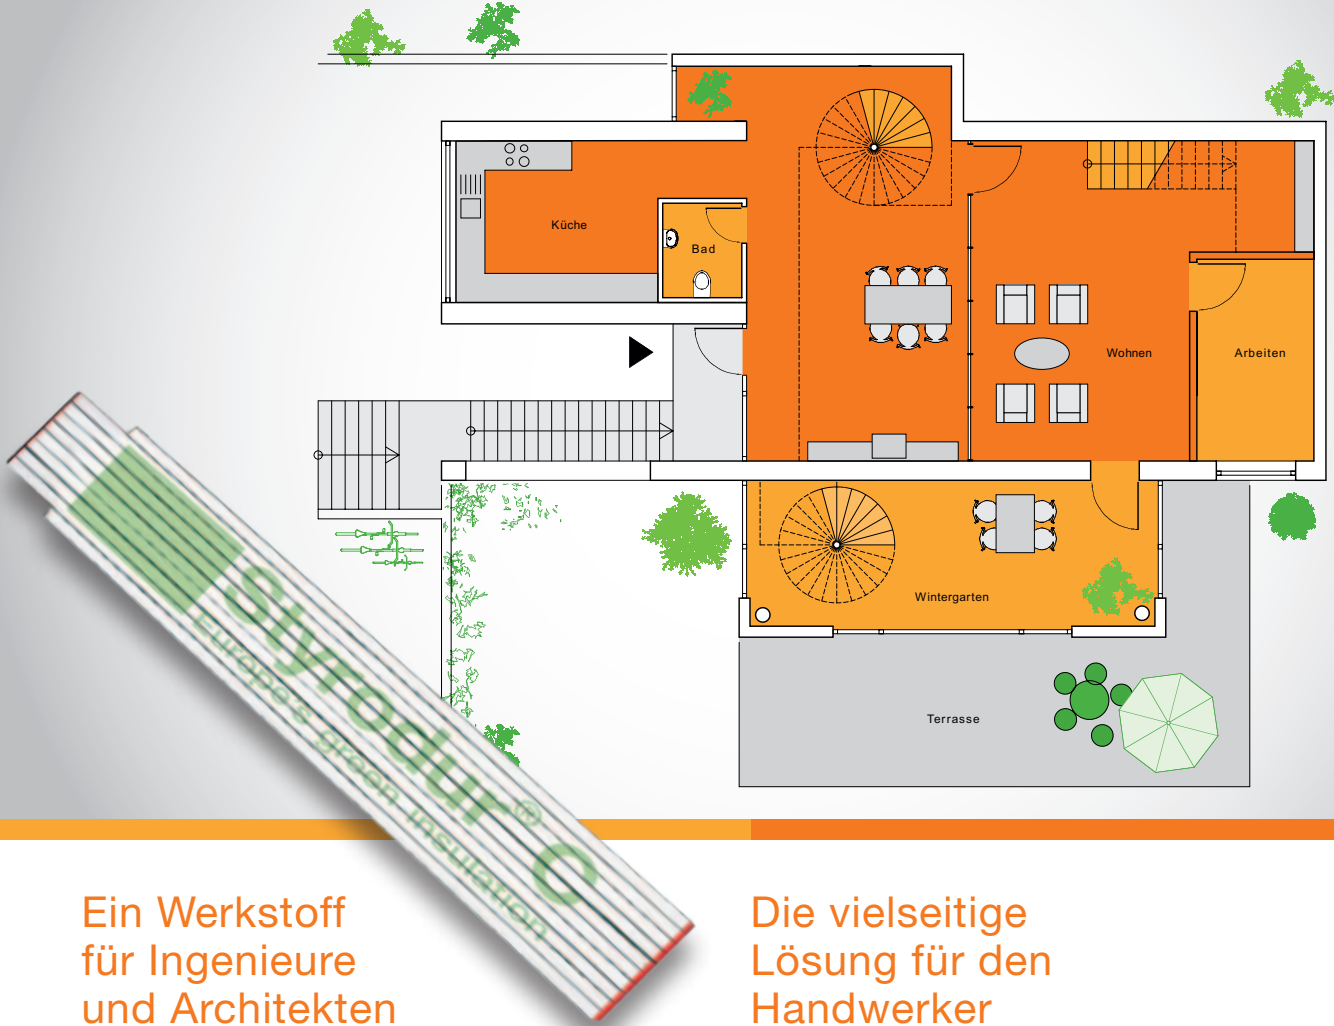 Küche
Bad
Wohnen
Arbeiten
Wintergarten
Terrasse
Styrodur® C
Europe's green insulation
Ein Werkstoff
für Ingenieure
und Architekten
Die vielseitige
Lösung für den
Handwerker